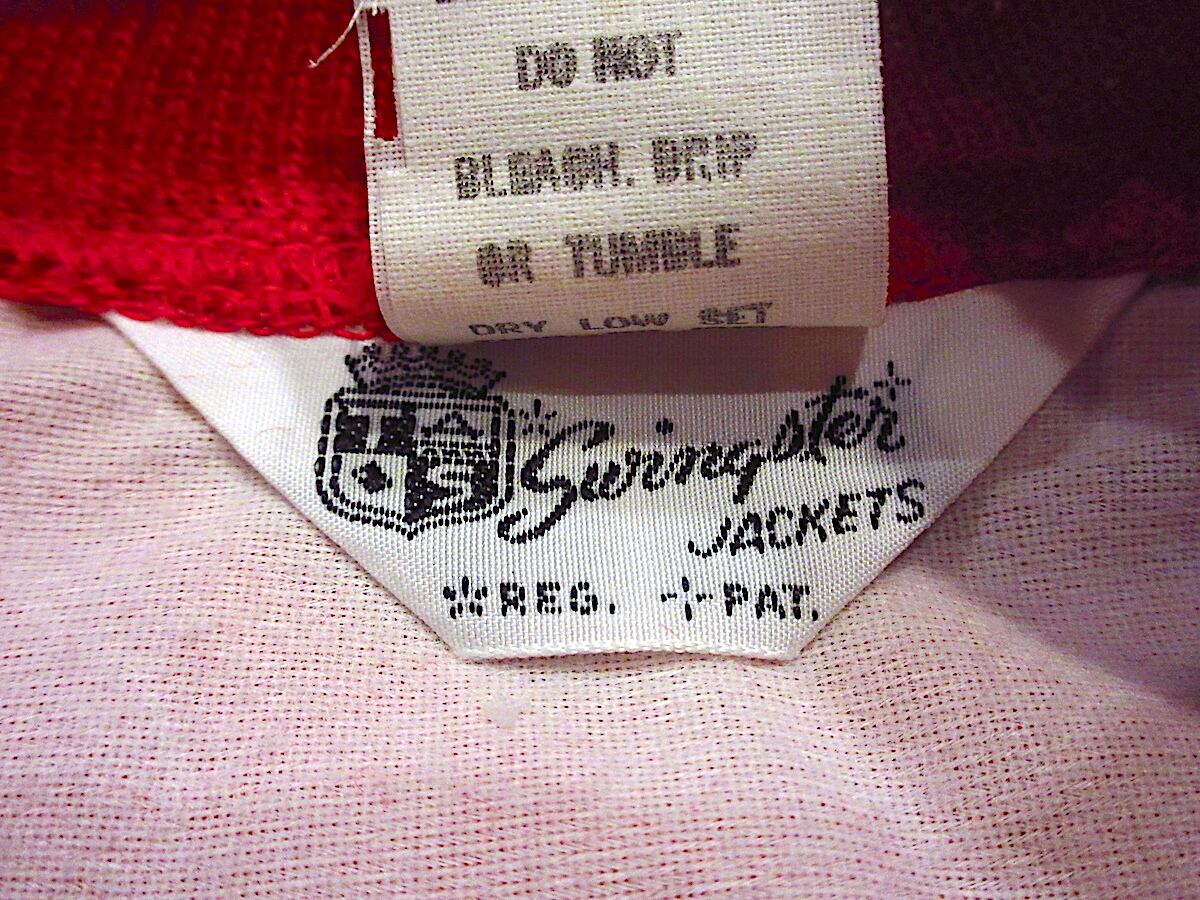 DO NOT
BLEACH. DRIP
OR TUMBLE
DRY LOW SET
*Swingster+
JACKETS
*REG. +PAT.